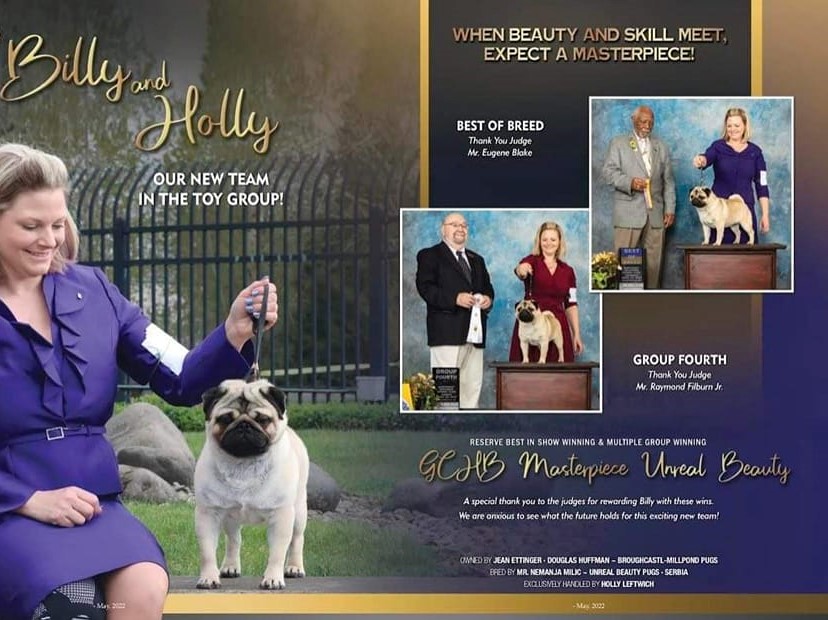 Billy and
Holly
OUR NEW TEAM
IN THE TOY GROUP!
- May, 2022
WHEN BEAUTY AND SKILL MEET,
EXPECT A MASTERPIECE!
BEST OF BREED
Thank You Judge
Mr. Eugene Blake
BEST
GROUP
FOURTH
GROUP FOURTH
Thank You Judge
Mr. Raymond Filburn Jr.
RESERVE BEST IN SHOW WINNING & MULTIPLE GROUP WINNING
GCHB Masterpiece Unreal Beauty
A special thank you to the judges for rewarding Billy with these wins.
We are anxious to see what the future holds for this exciting new team!
OWNED BY JEAN ETTINGER · DOUGLAS HUFFMAN ~ BROUGHCASTL-MILLPOND PUGS
BRED BY MR. NEMANJA MILIC ~ UNREAL BEAUTY PUGS - SERBIA
EXCLUSIVELY HANDLED BY HOLLY LEFTWICH
- May, 2022